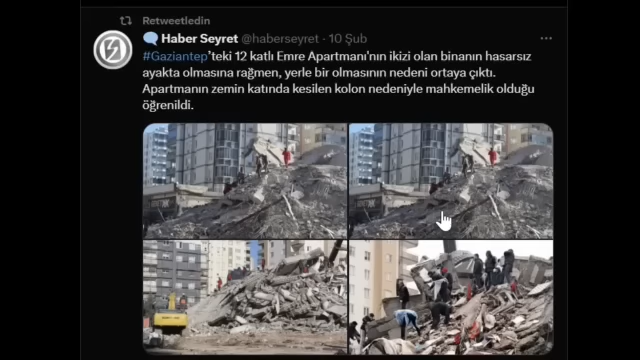 Retweetledin
Haber Seyret @haberseyret · 10 Şub
#Gaziantep'teki 12 katlı Emre Apartmanı'nın ikizi olan binanın hasarsız
ayakta olmasına rağmen, yerle bir olmasının nedeni ortaya çıktı.
Apartmanın zemin katında kesilen kolon nedeniyle mahkemelik olduğu
öğrenildi.